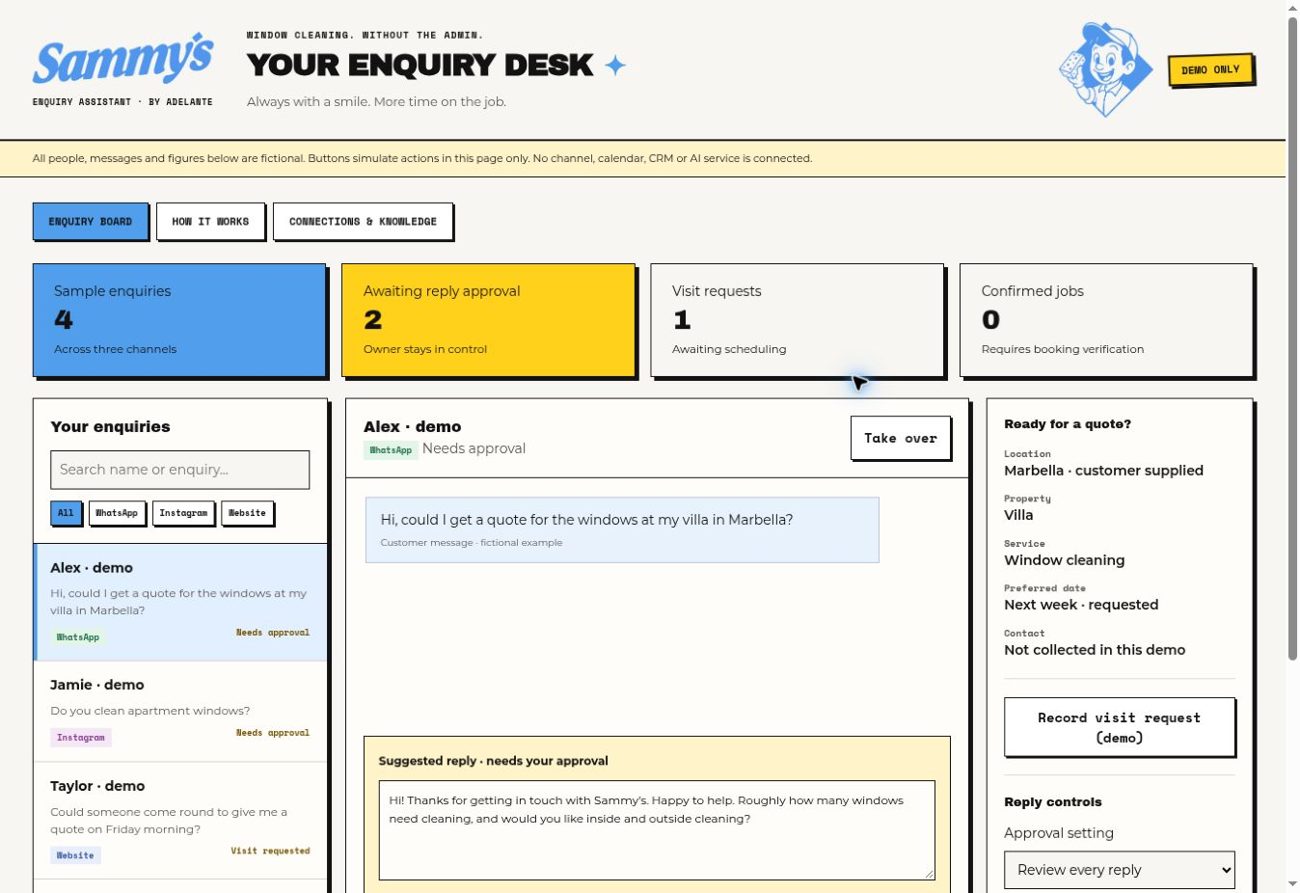 Sammy's
ENQUIRY ASSISTANT · BY ADELANTE
WINDOW CLEANING. WITHOUT THE ADMIN.
YOUR ENQUIRY DESK
Always with a smile. More time on the job.
DEMO ONLY
All people, messages and figures below are fictional. Buttons simulate actions in this page only. No channel, calendar, CRM or AI service is connected.
ENQUIRY BOARD
HOW IT WORKS
CONNECTIONS & KNOWLEDGE
Sample enquiries
4
Across three channels
Awaiting reply approval
2
Owner stays in control
Visit requests
1
Awaiting scheduling
Confirmed jobs
0
Requires booking verification
Your enquiries
Search name or enquiry...
All
WhatsApp
Instagram
Website
Alex · demo
Hi, could I get a quote for the windows at my
villa in Marbella?
WhatsApp
Needs approval
Jamie · demo
Do you clean apartment windows?
Instagram
Needs approval
Taylor · demo
Could someone come round to give me a
quote on Friday morning?
Website
Visit requested
Alex · demo
WhatsApp Needs approval
Take over
Hi, could I get a quote for the windows at my villa in Marbella?
Customer message · fictional example
Suggested reply · needs your approval
Hi! Thanks for getting in touch with Sammy's. Happy to help. Roughly how many windows
need cleaning, and would you like inside and outside cleaning?
Ready for a quote?
Location
Marbella · customer supplied
Property
Villa
Service
Window cleaning
Preferred date
Next week · requested
Contact
Not collected in this demo
Record visit request
(demo)
Reply controls
Approval setting
Review every reply